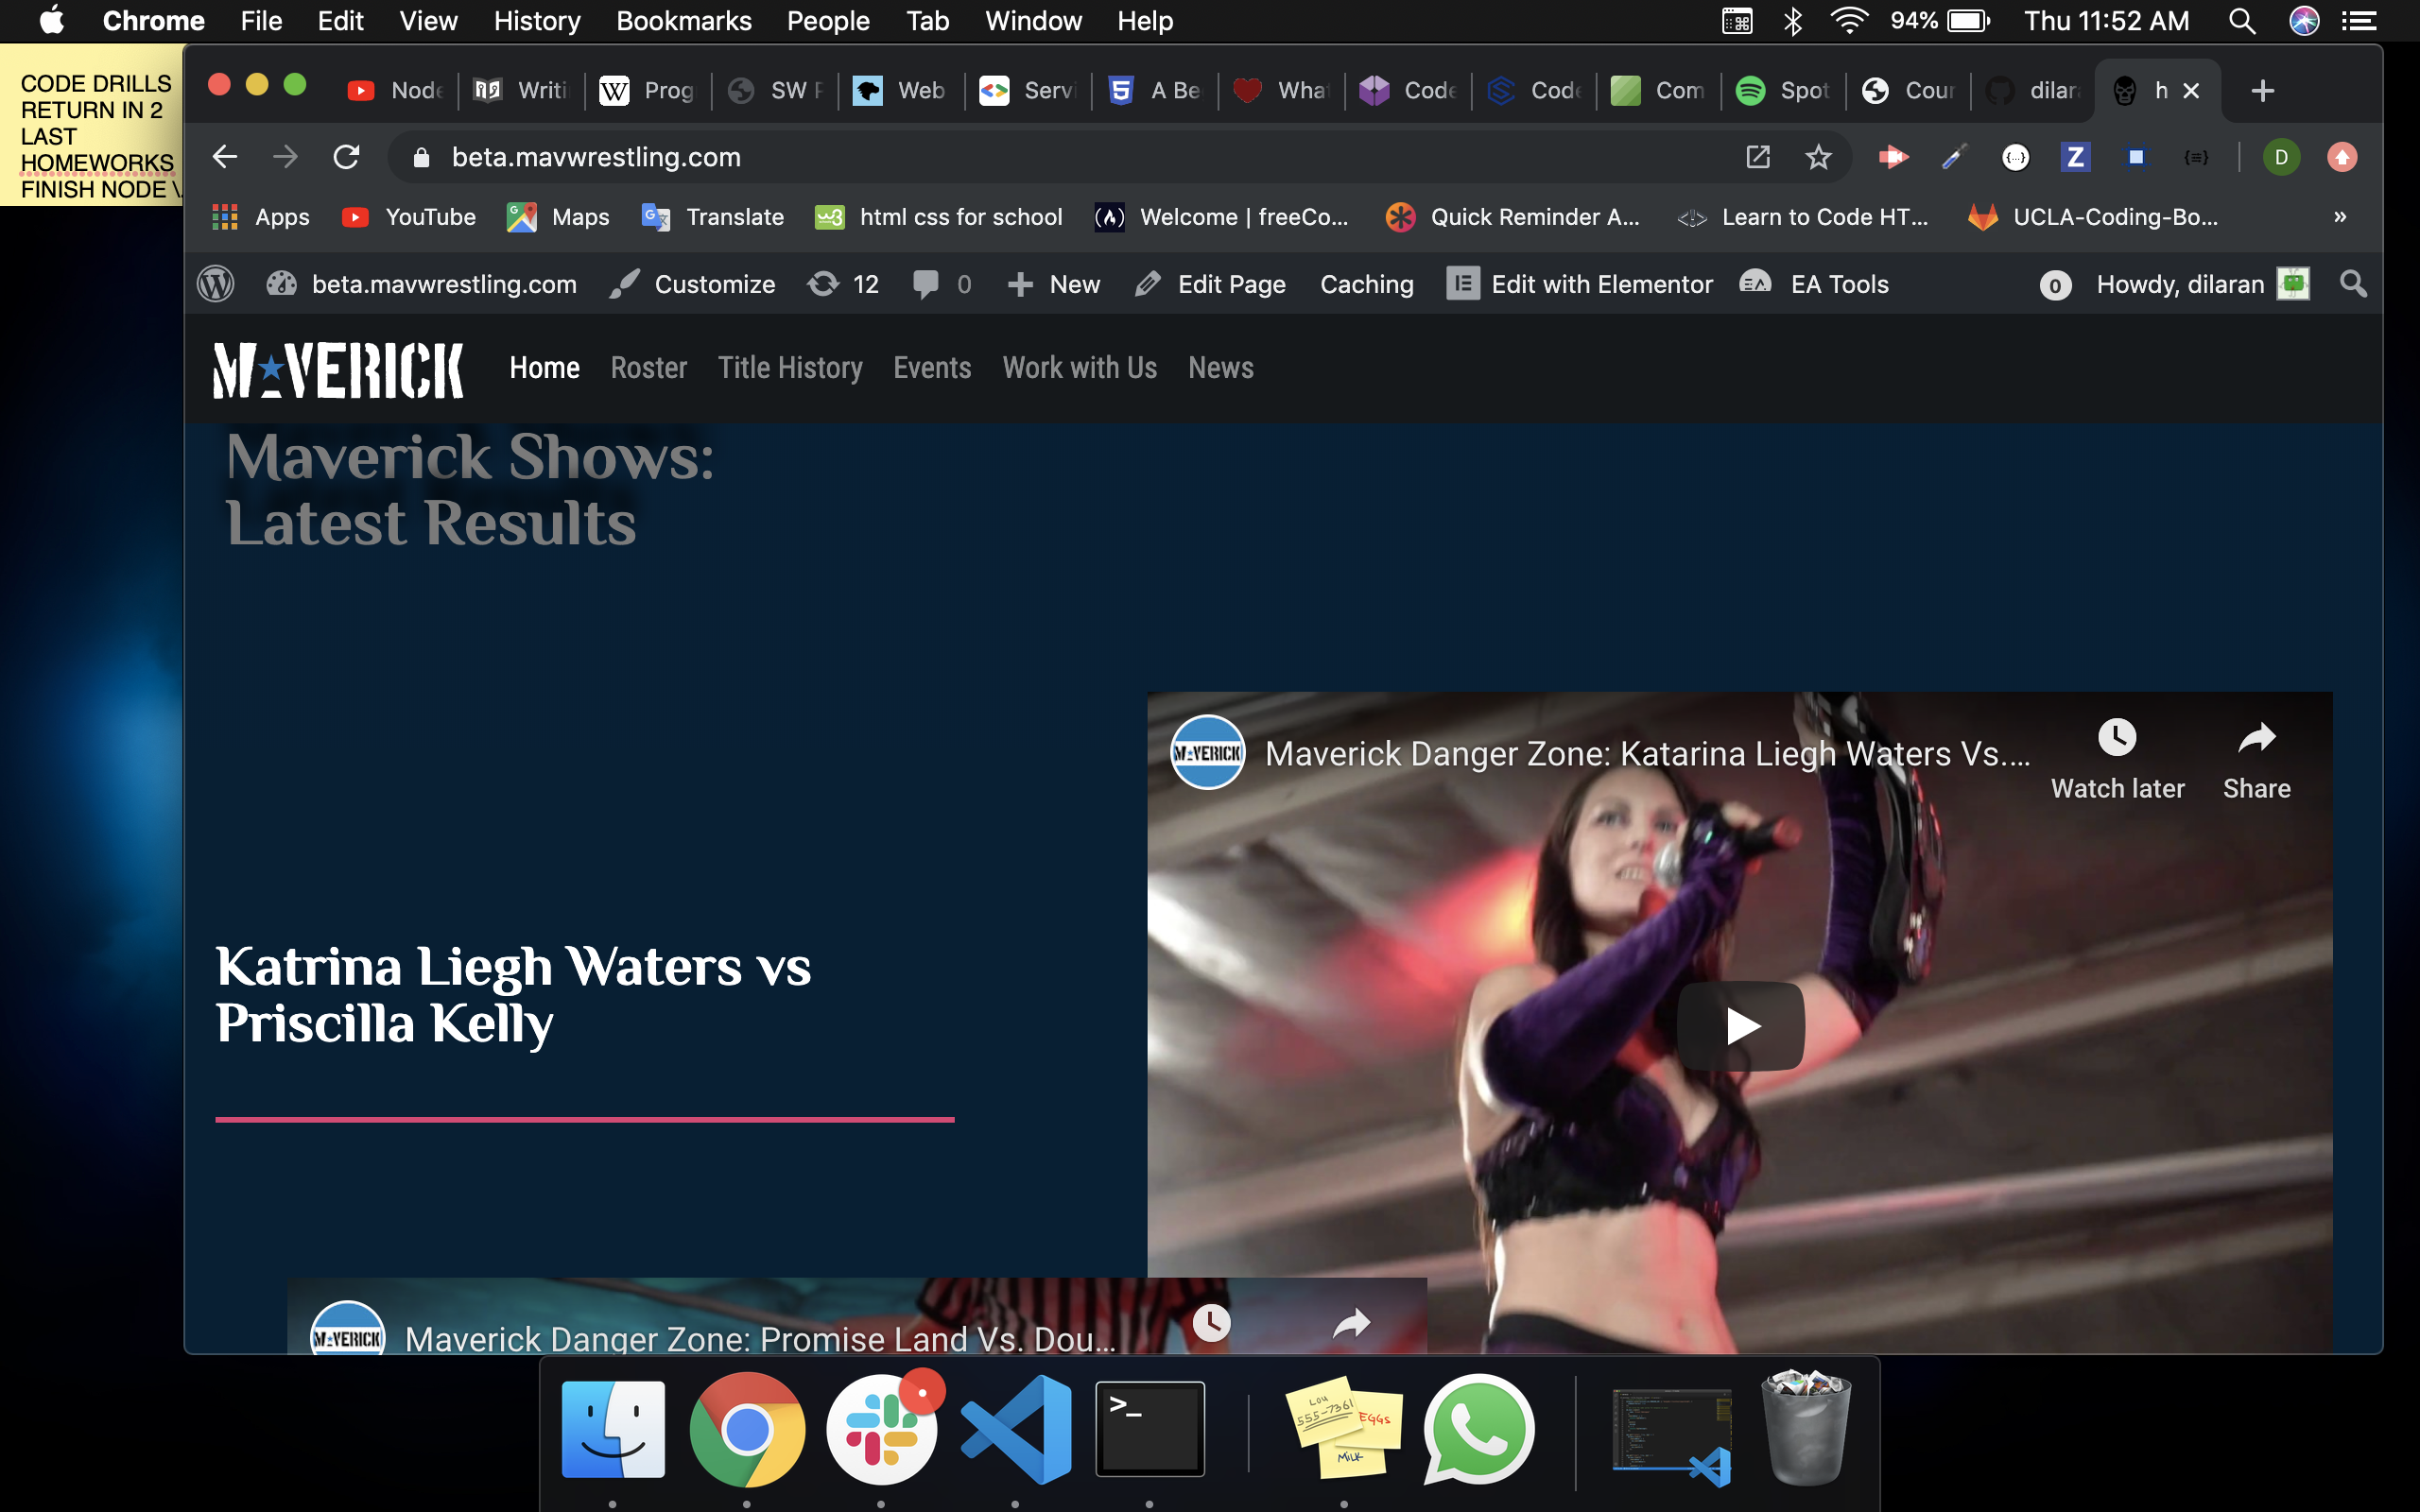 Chrome File Edit View History Bookmarks People Tab Window Help 94% Thu 11:52 AM
CODE DRILLS
RETURN IN 2
LAST
HOMEWORKS
FINISH NODE \
Node Writi Prog SW F Web Servi A Be What Code Code Com Spot Cour dilara h
beta.mavwrestling.com D
Apps YouTube Maps Translate html css for school Welcome | freeCo... Quick Reminder A... Learn to Code HT... UCLA-Coding-Bo... »
beta.mavwrestling.com Customize 12 0 New Edit Page Caching Edit with Elementor EA Tools 0 Howdy, dilaran
MAVERICK Home Roster Title History Events Work with Us News
Maverick Shows:
Latest Results
MAVERICK Maverick Danger Zone: Katarina Liegh Waters Vs....
Watch later Share
Katrina Liegh Waters vs
Priscilla Kelly
MAVERICK Maverick Danger Zone: Promise Land Vs. Dou...
LOU
555-7361
EGGS
MILK